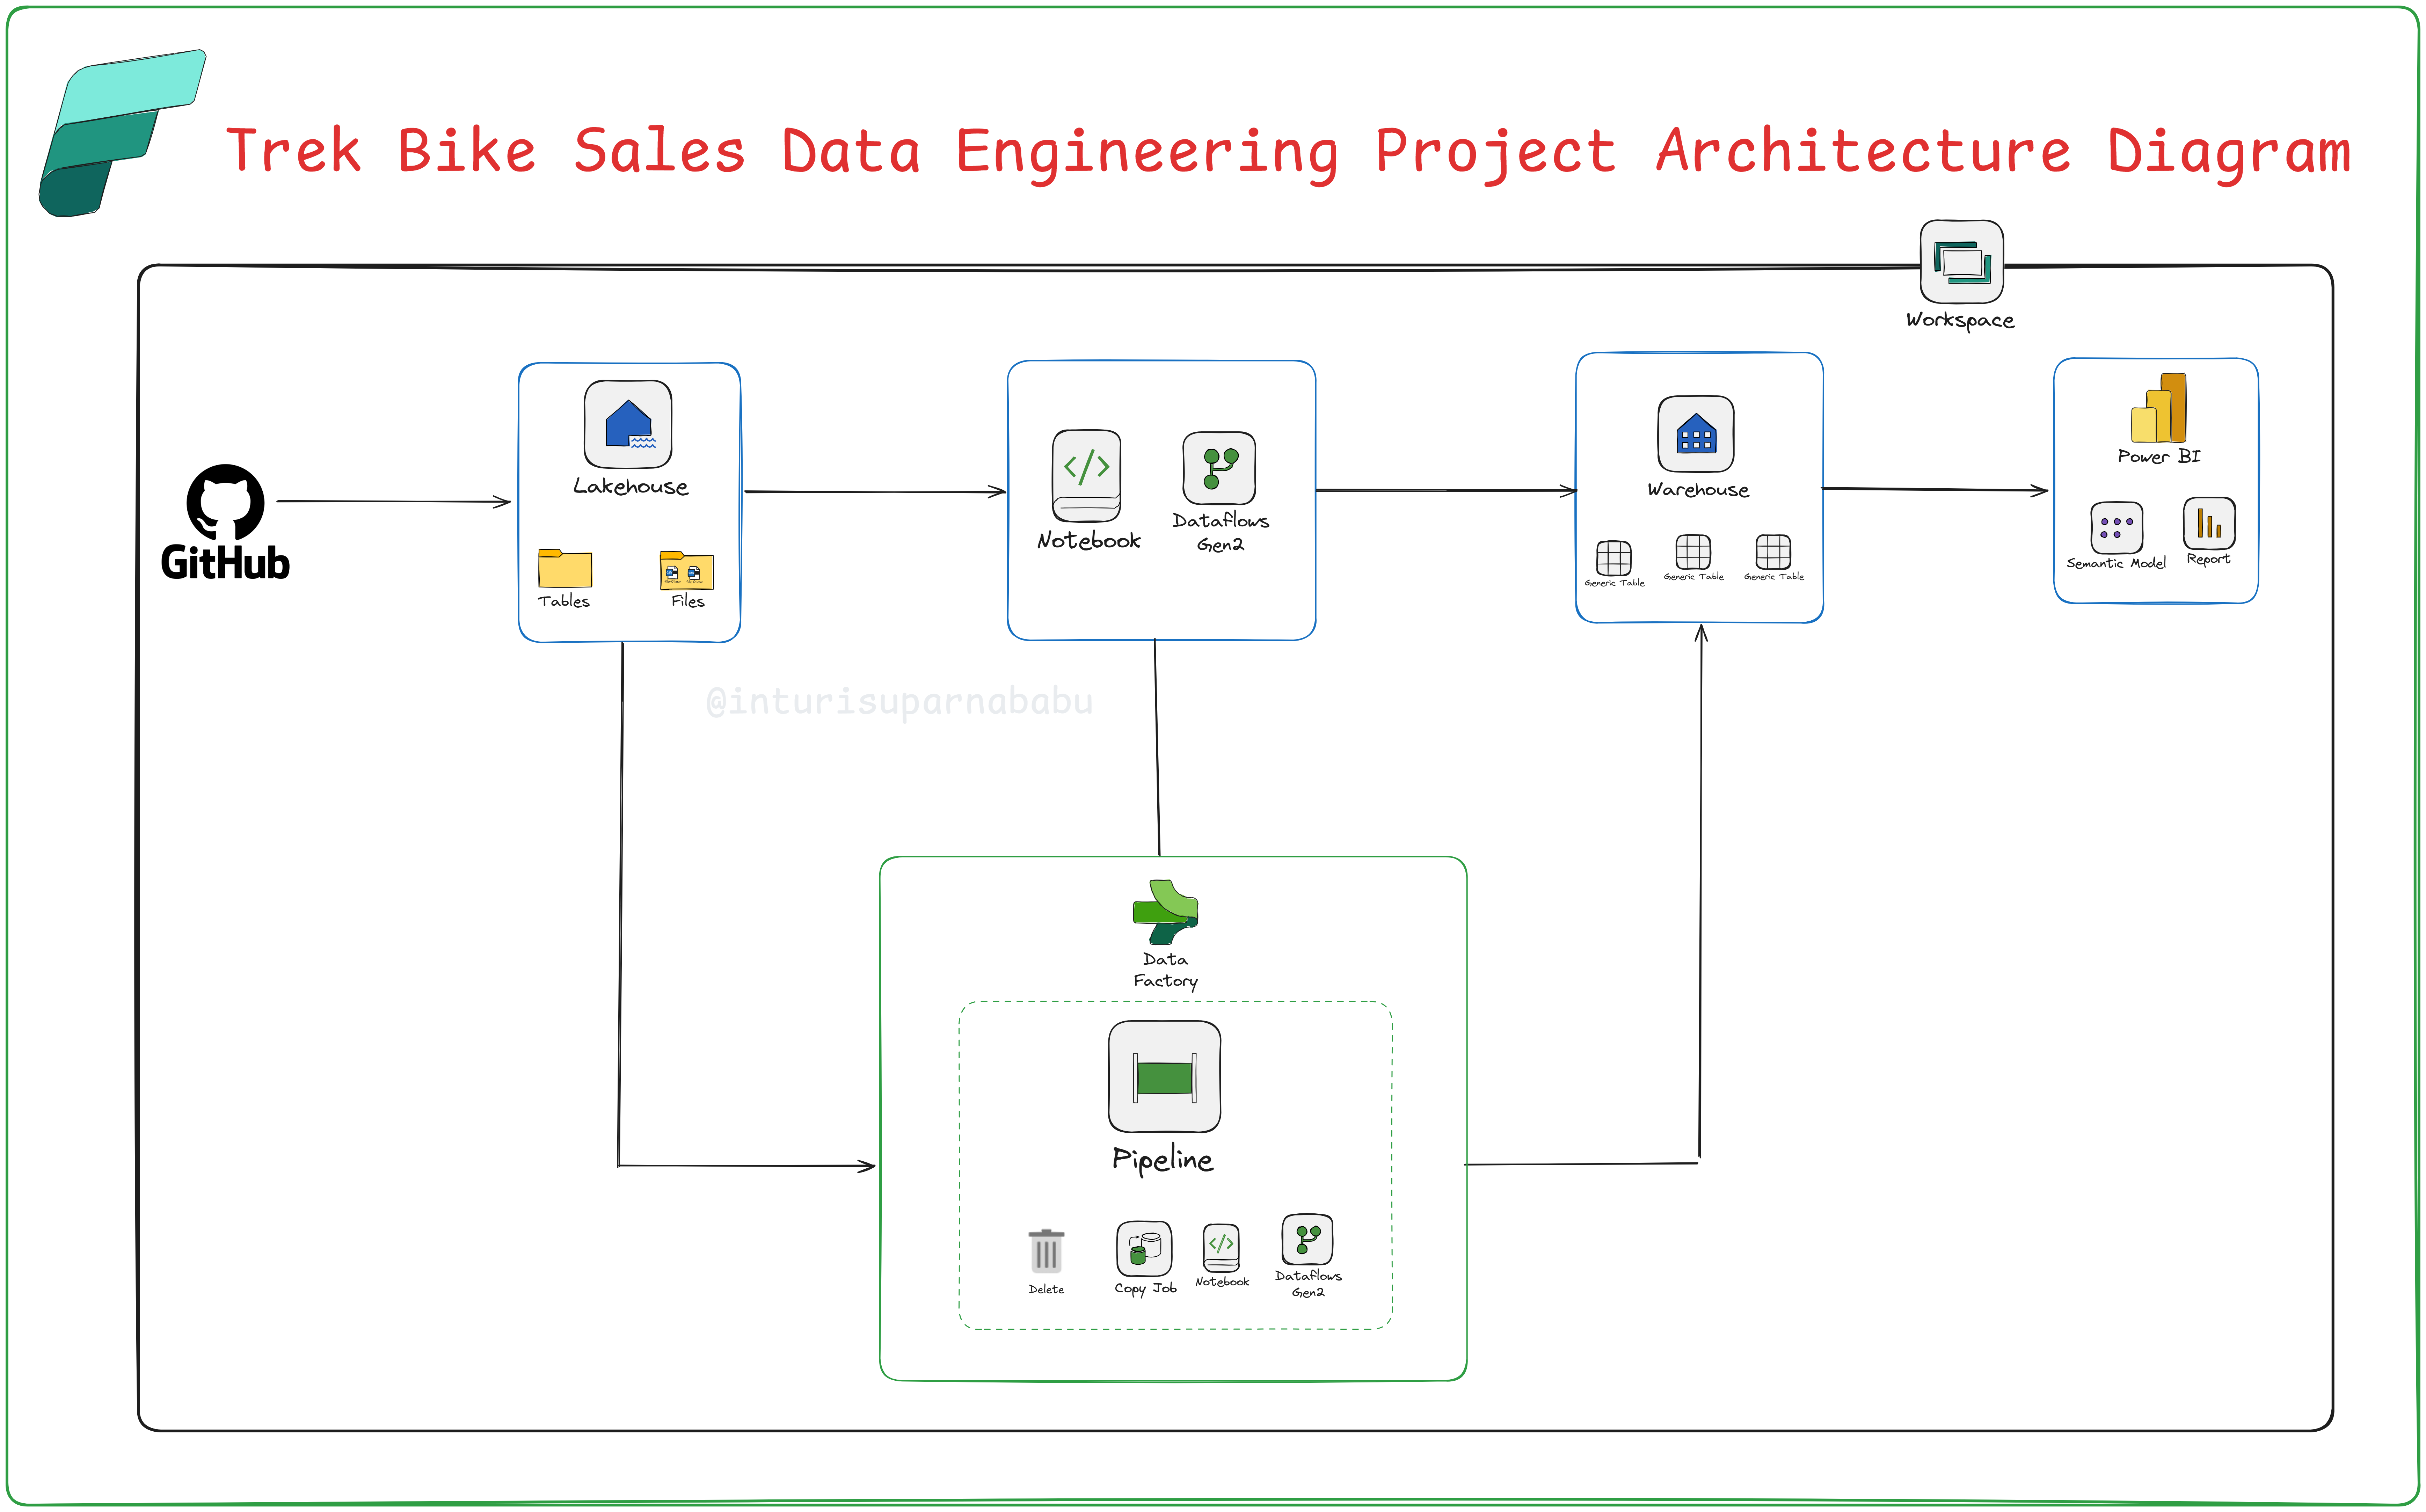 Trek Bike Sales Data Engineering Project Architecture Diagram
Workspace
GitHub
Lakehouse
Tables
Files
Notebook
Dataflows
Gen2
Warehouse
Generic Table
Generic Table
Generic Table
Power BI
Semantic Model
Report
@inturisuparnababu
Data
Factory
Pipeline
Delete
Copy Job
Notebook
Dataflows
Gen2